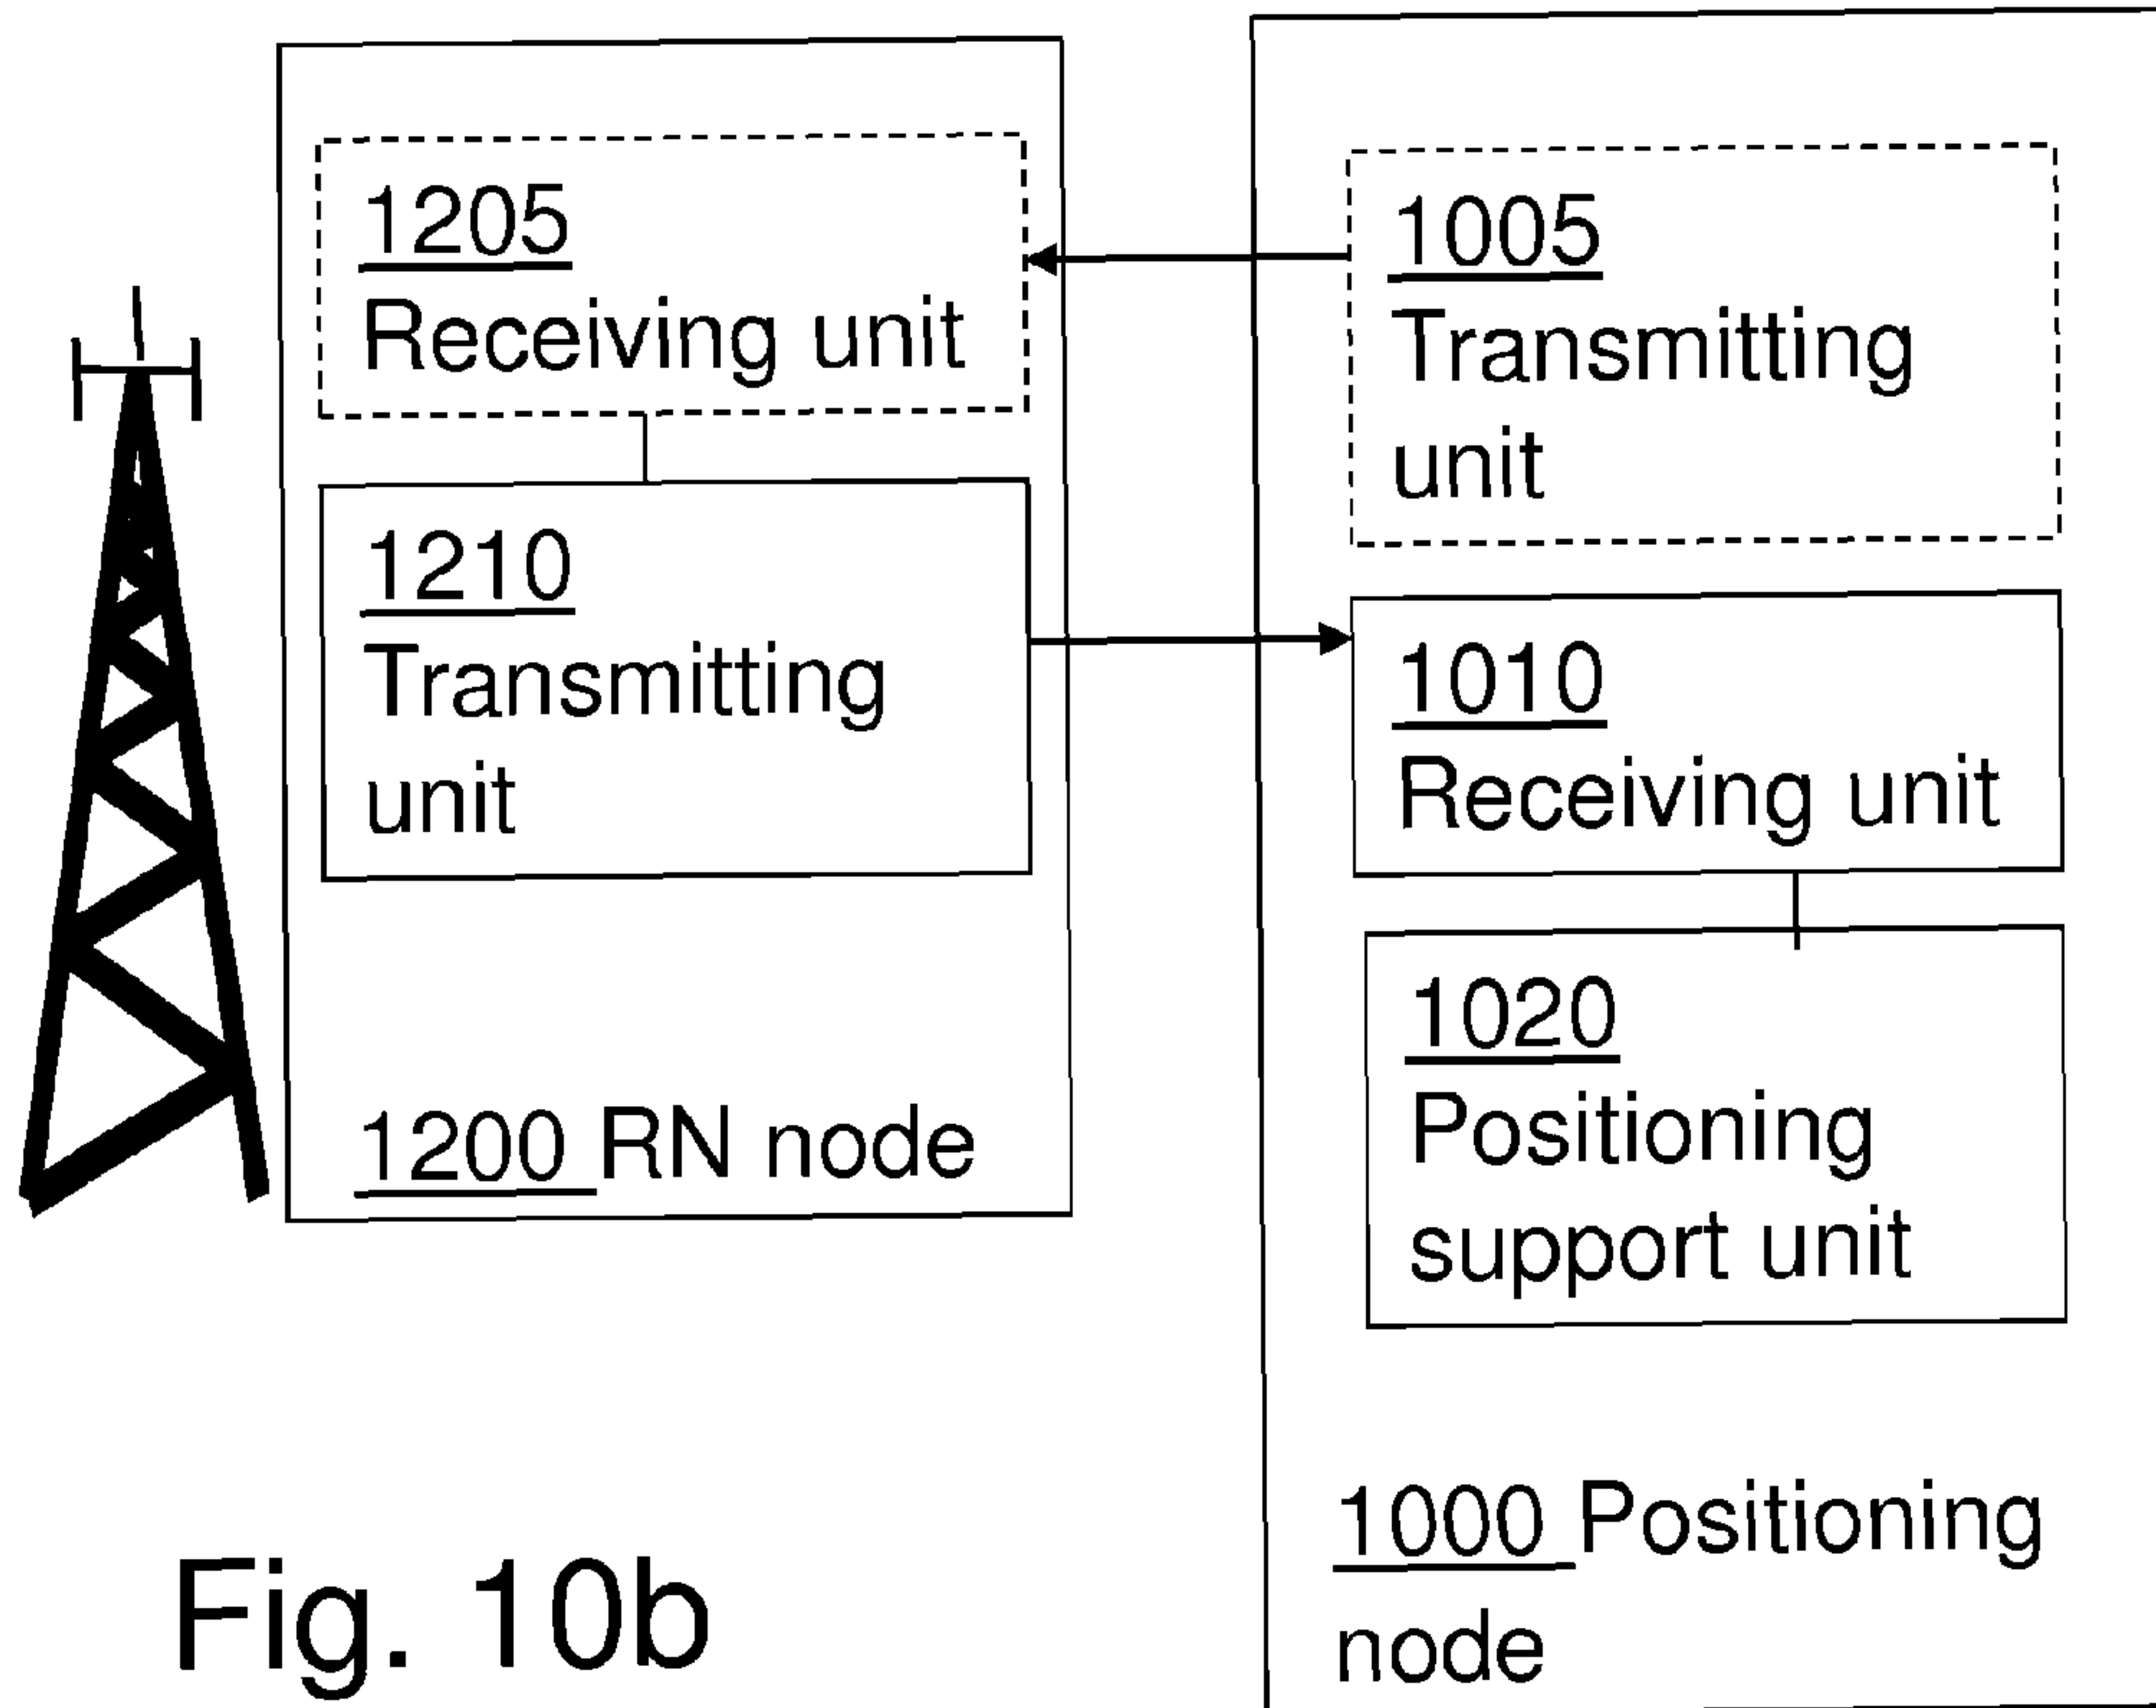 1205
Receiving unit
1210
Transmitting
unit
1200 RN node
1005
Transmitting
unit
1010
Receiving unit
1020
Positioning
support unit
1000 Positioning
node
Fig. 10b